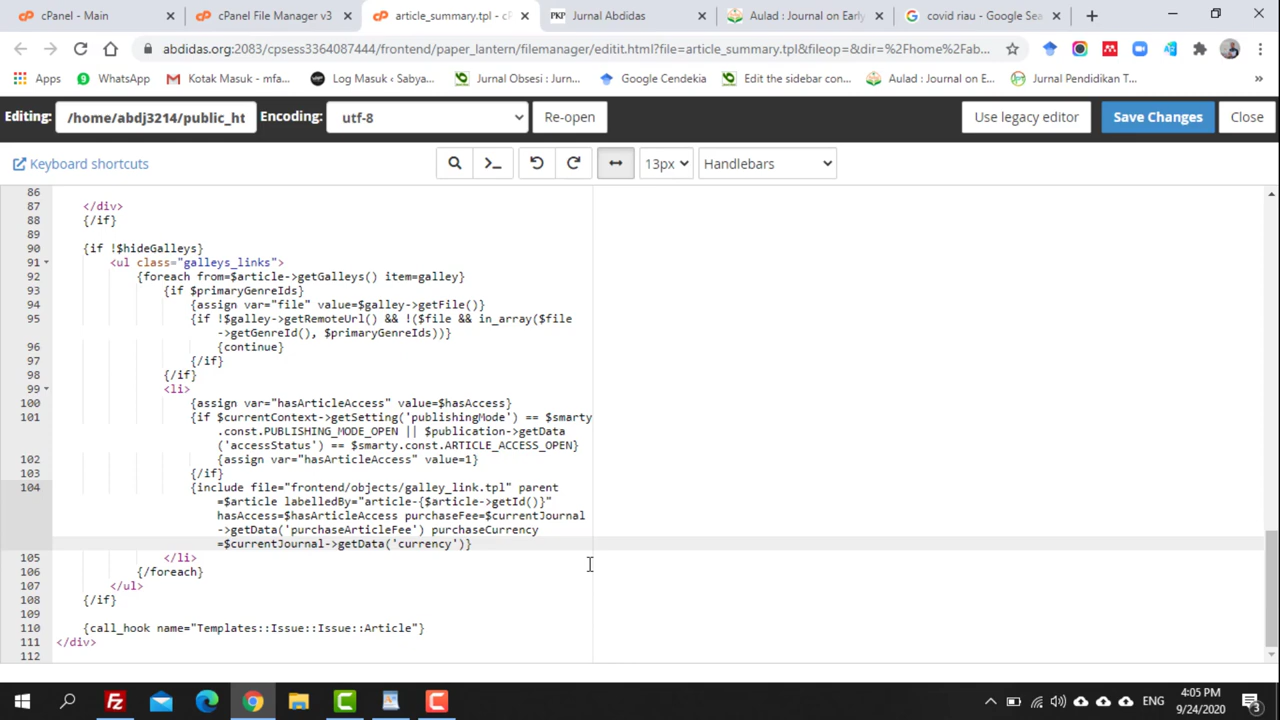 cPanel - Main
cPanel File Manager v3
article_summary.tpl - cP
PKP Jurnal Abdidas
Aulad : Journal on Early
covid riau - Google Sea
abdidas.org:2083/cpsess3364087444/frontend/paper_lantern/filemanager/editit.html?file=article_summary.tpl&fileop=&dir=%2Fhome%2Fab...
Apps
WhatsApp
Kotak Masuk - mfa...
Log Masuk ‹ Sabya...
Jurnal Obsesi : Jurn...
Google Cendekia
Edit the sidebar con...
Aulad : Journal on E...
Jurnal Pendidikan T...
»
Editing: /home/abdj3214/public_ht Encoding: utf-8 Re-open Use legacy editor Save Changes Close
Keyboard shortcuts 13px Handlebars
86
87 </div>
88 {/if}
89
90 {if !$hideGalleys}
91 <ul class="galleys_links">
92 {foreach from=$article->getGalleys() item=galley}
93 {if $primaryGenreIds}
94 {assign var="file" value=$galley->getFile()}
95 {if !$galley->getRemoteUrl() && !($file && in_array($file
->getGenreId(), $primaryGenreIds))}
96 {continue}
97 {/if}
98 {/if}
99 <li>
100 {assign var="hasArticleAccess" value=$hasAccess}
101 {if $currentContext->getSetting('publishingMode') == $smarty
.const.PUBLISHING_MODE_OPEN || $publication->getData
('accessStatus') == $smarty.const.ARTICLE_ACCESS_OPEN}
102 {assign var="hasArticleAccess" value=1}
103 {/if}
104 {include file="frontend/objects/galley_link.tpl" parent
=$article labelledBy="article-{$article->getId()}"
hasAccess=$hasArticleAccess purchaseFee=$currentJournal
->getData('purchaseArticleFee') purchaseCurrency
=$currentJournal->getData('currency')}
105 </li>
106 {/foreach}
107 </ul>
108 {/if}
109
110 {call_hook name="Templates::Issue::Issue::Article"}
111 </div>
112
ENG
4:05 PM
9/24/2020
3